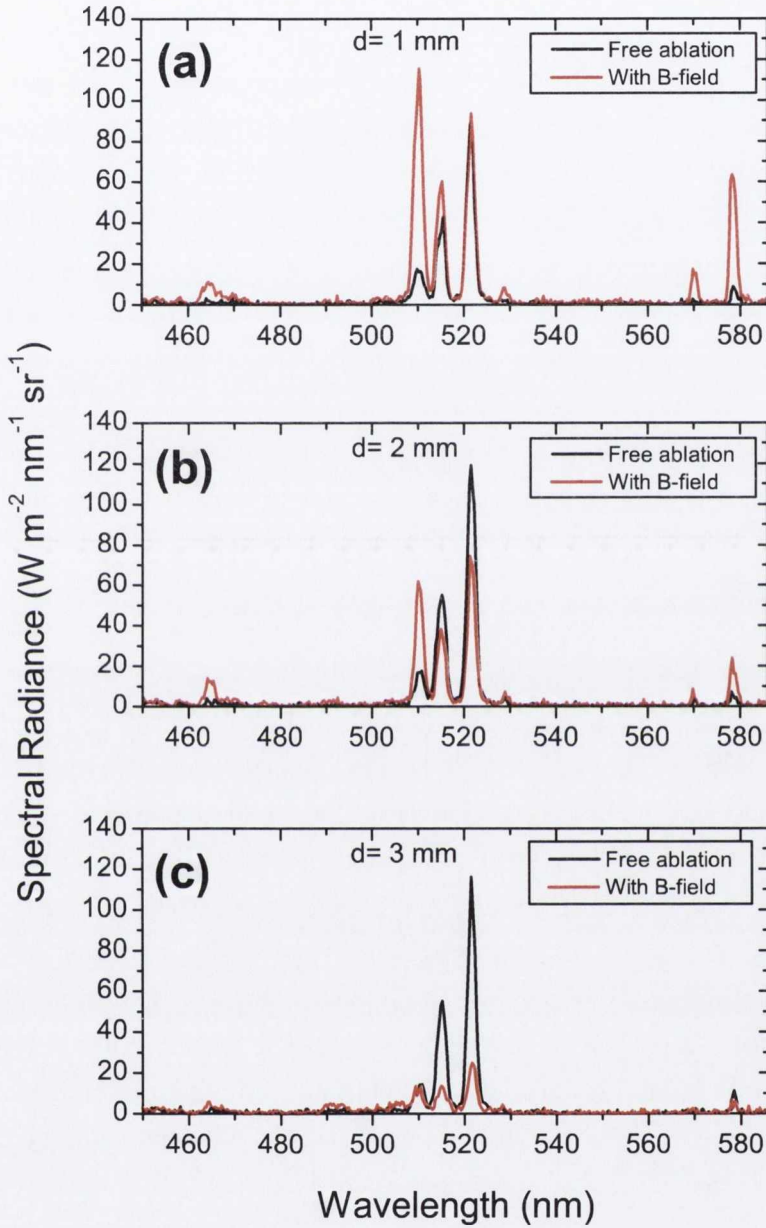 140
120
100
80
60
40
20
0
(a)
d= 1 mm
Free ablation
With B-field
460 480 500 520 540 560 580
140
120
100
80
60
40
20
0
(b)
d= 2 mm
Free ablation
With B-field
460 480 500 520 540 560 580
140
120
100
80
60
40
20
0
(c)
d= 3 mm
Free ablation
With B-field
460 480 500 520 540 560 580
Spectral Radiance (W m⁻² nm⁻¹ sr⁻¹)
Wavelength (nm)